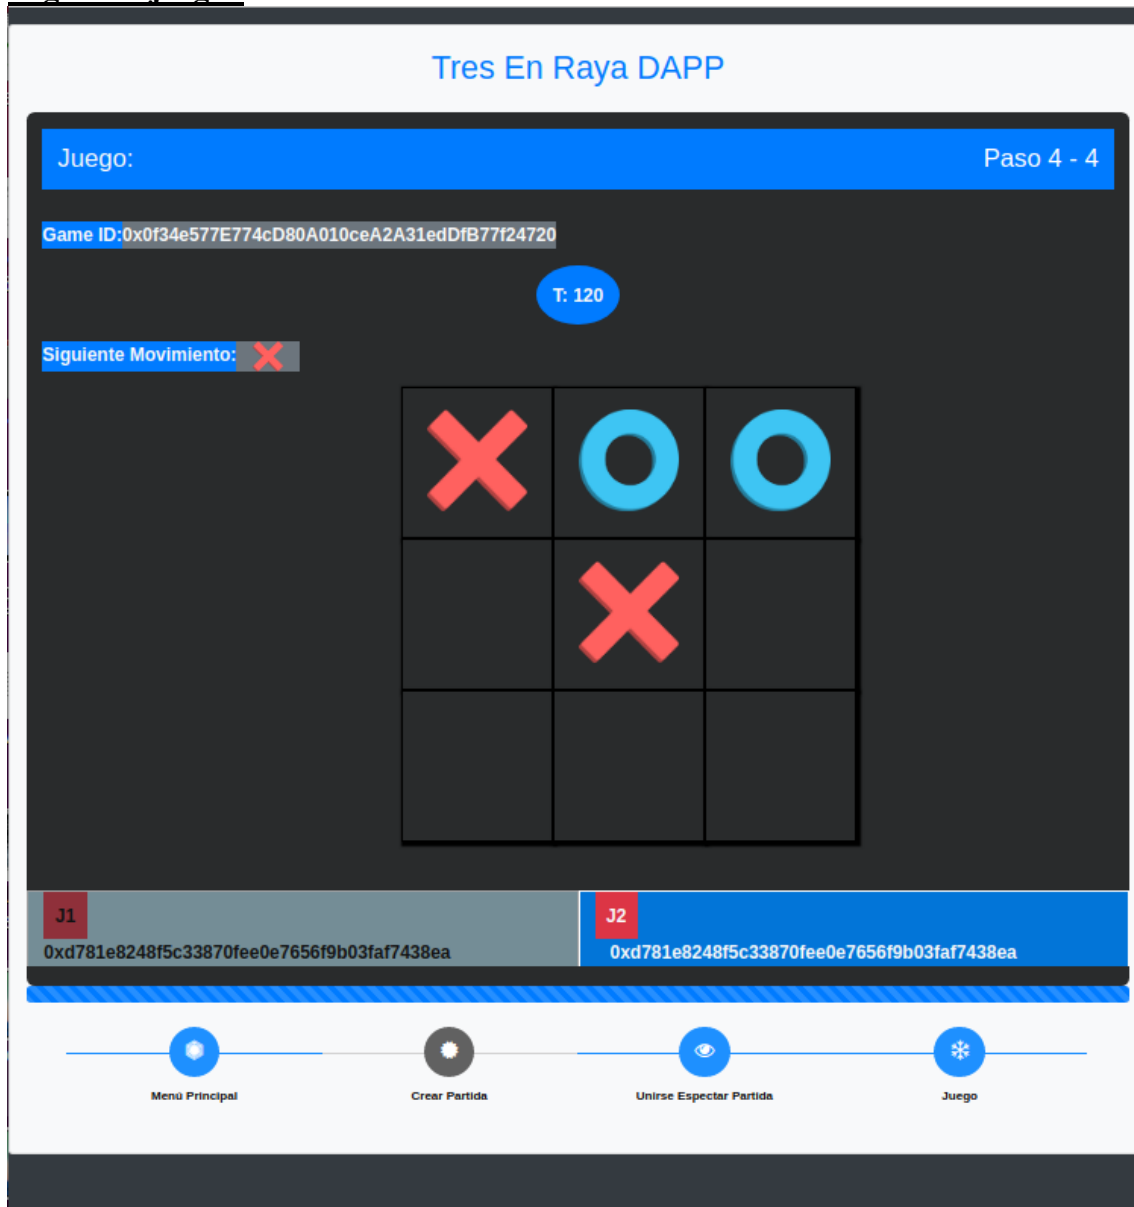 Tres En Raya DAPP
Juego: Paso 4 - 4
Game ID:0x0f34e577E774cD80A010ceA2A31edDfB77f24720
T: 120
Siguiente Movimiento:
J1
0xd781e8248f5c33870fee0e7656f9b03faf7438ea
J2
0xd781e8248f5c33870fee0e7656f9b03faf7438ea
Menú Principal
Crear Partida
Unirse Espectar Partida
Juego